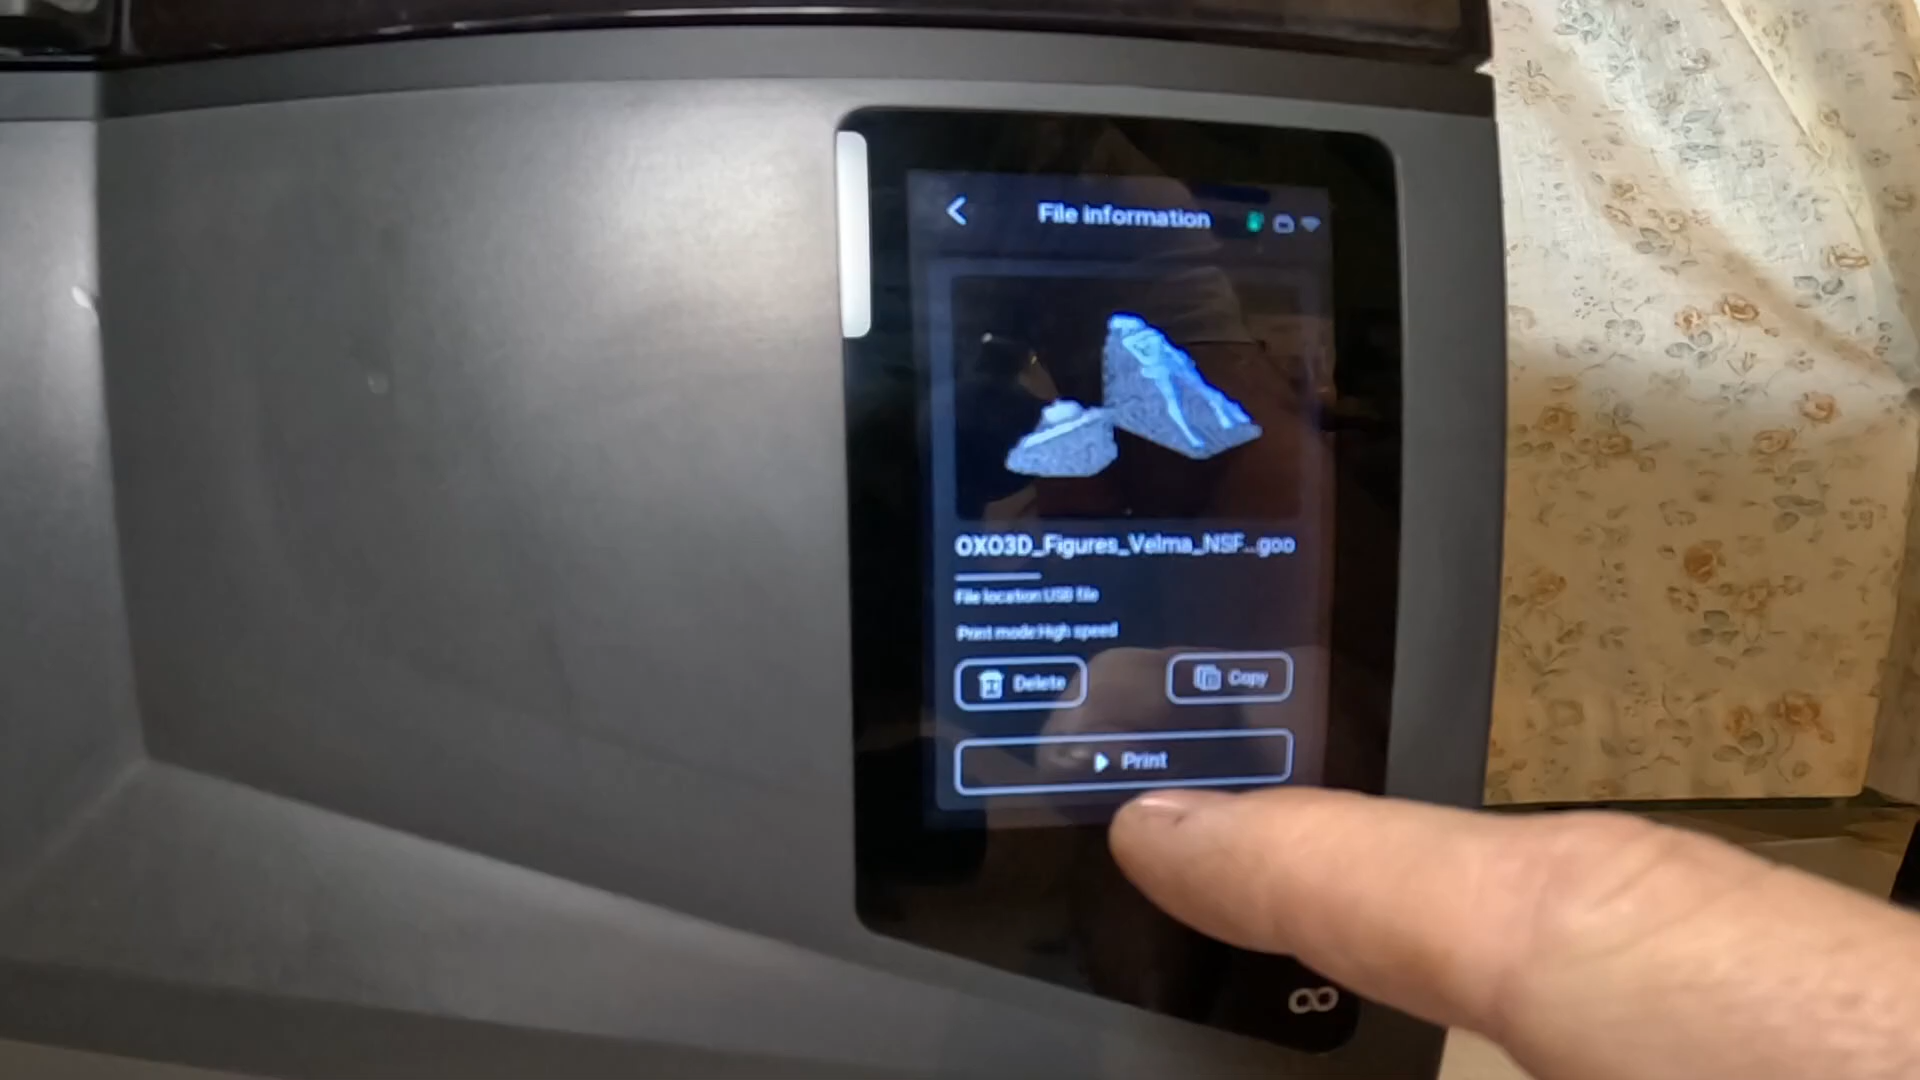 File information
OXO3D_Figures_Velma_NSF...goo
File location:USB file
Print mode:High speed
Delete
Copy
Print